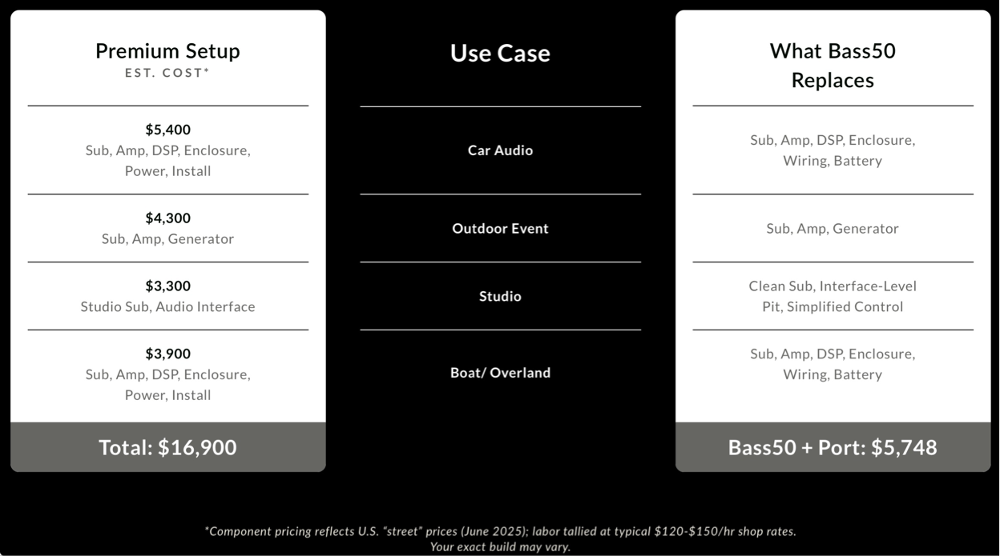 Premium Setup
EST. COST*
$5,400
Sub, Amp, DSP, Enclosure,
Power, Install
$4,300
Sub, Amp, Generator
$3,300
Studio Sub, Audio Interface
$3,900
Sub, Amp, DSP, Enclosure,
Power, Install
Total: $16,900
Use Case
Car Audio
Outdoor Event
Studio
Boat/ Overland
What Bass50
Replaces
Sub, Amp, DSP, Enclosure,
Wiring, Battery
Sub, Amp, Generator
Clean Sub, Interface-Level
Pit, Simplified Control
Sub, Amp, DSP, Enclosure,
Wiring, Battery
Bass50 + Port: $5,748
*Component pricing reflects U.S. “street” prices (June 2025); labor tallied at typical $120-$150/hr shop rates.
Your exact build may vary.